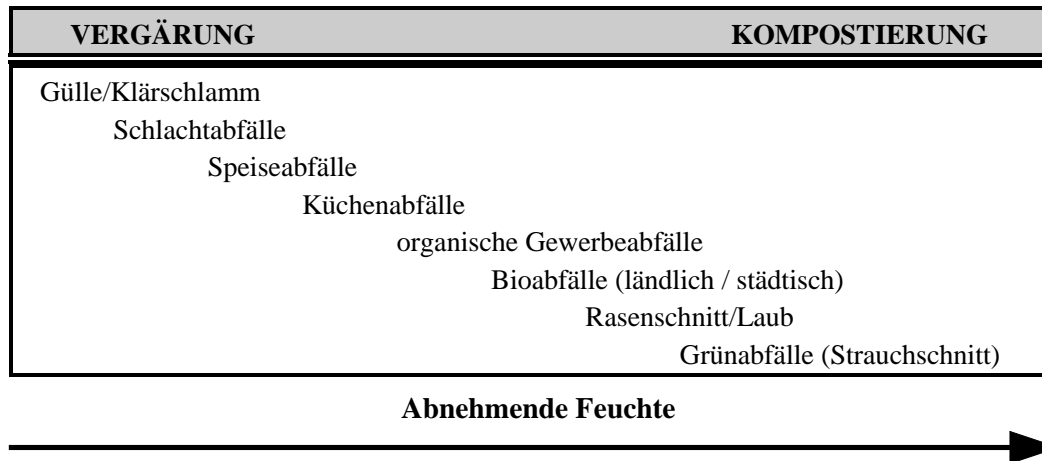 VERGÄRUNG KOMPOSTIERUNG
Gülle/Klärschlamm
Schlachtabfälle
Speiseabfälle
Küchenabfälle
organische Gewerbeabfälle
Bioabfälle (ländlich / städtisch)
Rasenschnitt/Laub
Grünabfälle (Strauchschnitt)
Abnehmende Feuchte